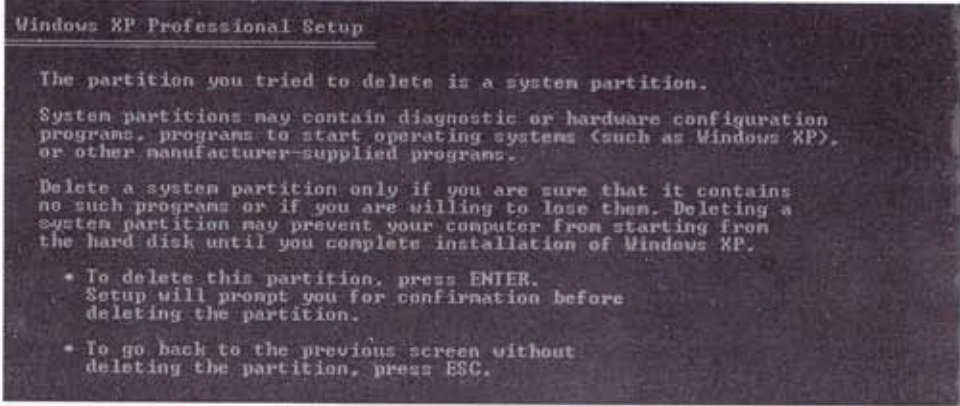 Windows XP Professional Setup
The partition you tried to delete is a system partition.
System partitions may contain diagnostic or hardware configuration
programs, programs to start operating systems (such as Windows XP),
or other manufacturer-supplied programs.
Delete a system partition only if you are sure that it contains
no such programs or if you are willing to lose them. Deleting a
system partition may prevent your computer from starting from
the hard disk until you complete installation of Windows XP.
• To delete this partition, press ENTER.
Setup will prompt you for confirmation before
deleting the partition.
• To go back to the previous screen without
deleting the partition, press ESC.